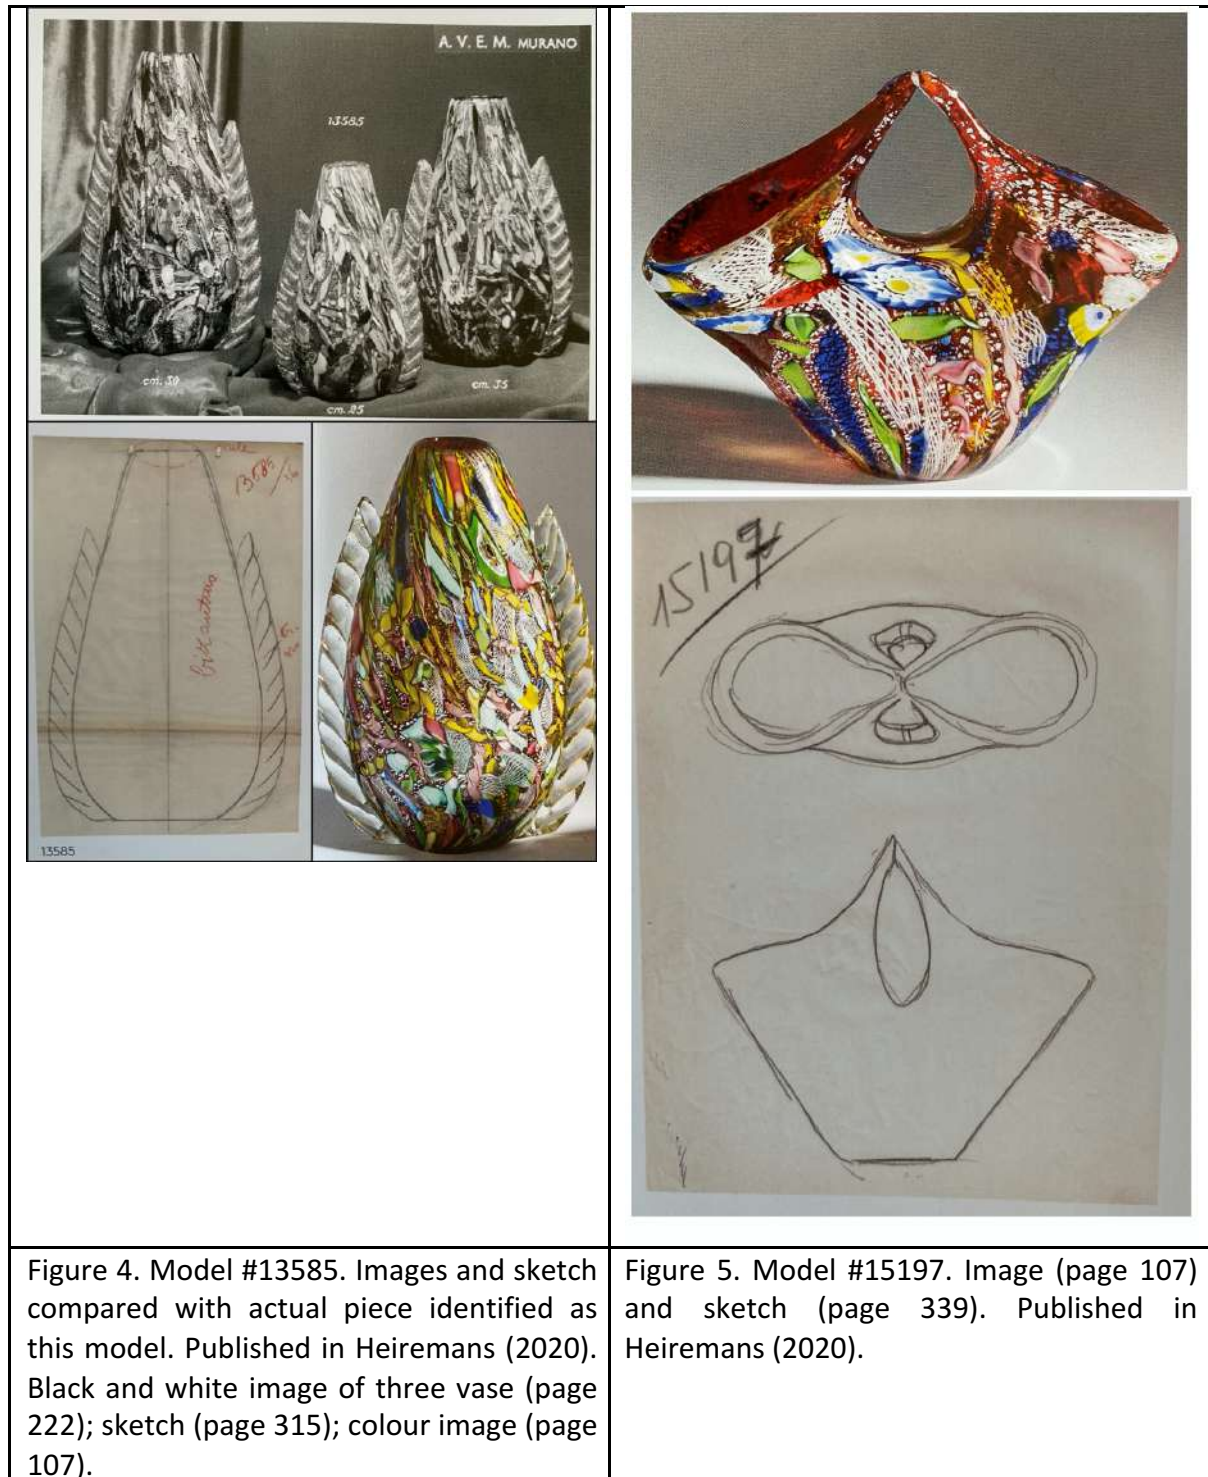 A. V. E. M. MURANO
13585
cm. 30
cm. 35
cm. 25
13585
13585
15197
Figure 4. Model #13585. Images and sketch
compared with actual piece identified as
this model. Published in Heiremans (2020).
Black and white image of three vase (page
222); sketch (page 315); colour image (page
107).
Figure 5. Model #15197. Image (page 107)
and sketch (page 339). Published in
Heiremans (2020).